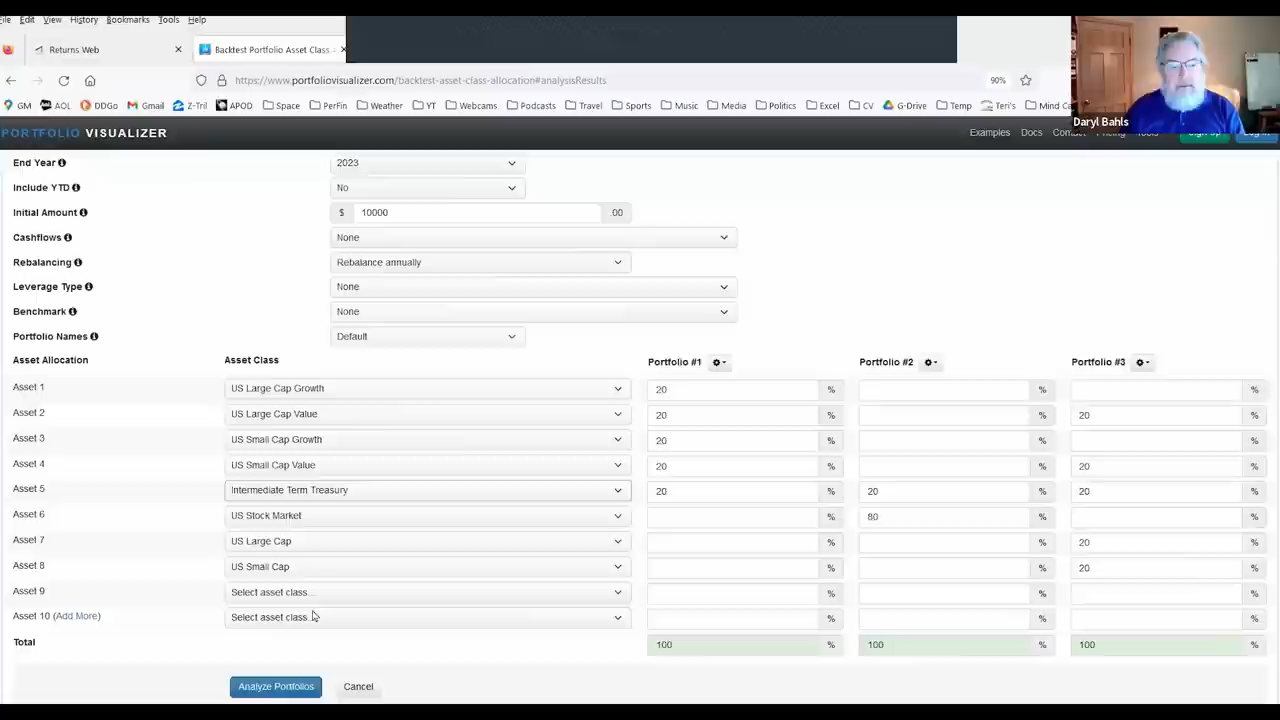 File Edit View History Bookmarks Tools Help
Returns Web
Backtest Portfolio Asset Class
https://www.portfoliovisualizer.com/backtest-asset-class-allocation#analysisResults
90%
GM AOL DDGo Gmail Z-Tril APOD Space PerFin Weather YT Webcams Podcasts Travel Sports Music Media Politics Excel CV G-Drive Temp Teri's Mind Ca
Daryl Bahls
PORTFOLIO VISUALIZER
Examples Docs Contact Pricing Tools Sign Up Log In
End Year 2023
Include YTD No
Initial Amount $ 10000 .00
Cashflows None
Rebalancing Rebalance annually
Leverage Type None
Benchmark None
Portfolio Names Default
Asset Allocation Asset Class Portfolio #1 Portfolio #2 Portfolio #3
Asset 1 US Large Cap Growth 20 % % %
Asset 2 US Large Cap Value 20 % % 20 %
Asset 3 US Small Cap Growth 20 % % %
Asset 4 US Small Cap Value 20 % % 20 %
Asset 5 Intermediate Term Treasury 20 % 20 % 20 %
Asset 6 US Stock Market % 80 % %
Asset 7 US Large Cap % % 20 %
Asset 8 US Small Cap % % 20 %
Asset 9 Select asset class... % % %
Asset 10 (Add More) Select asset class... % % %
Total 100 % 100 % 100 %
Analyze Portfolios Cancel